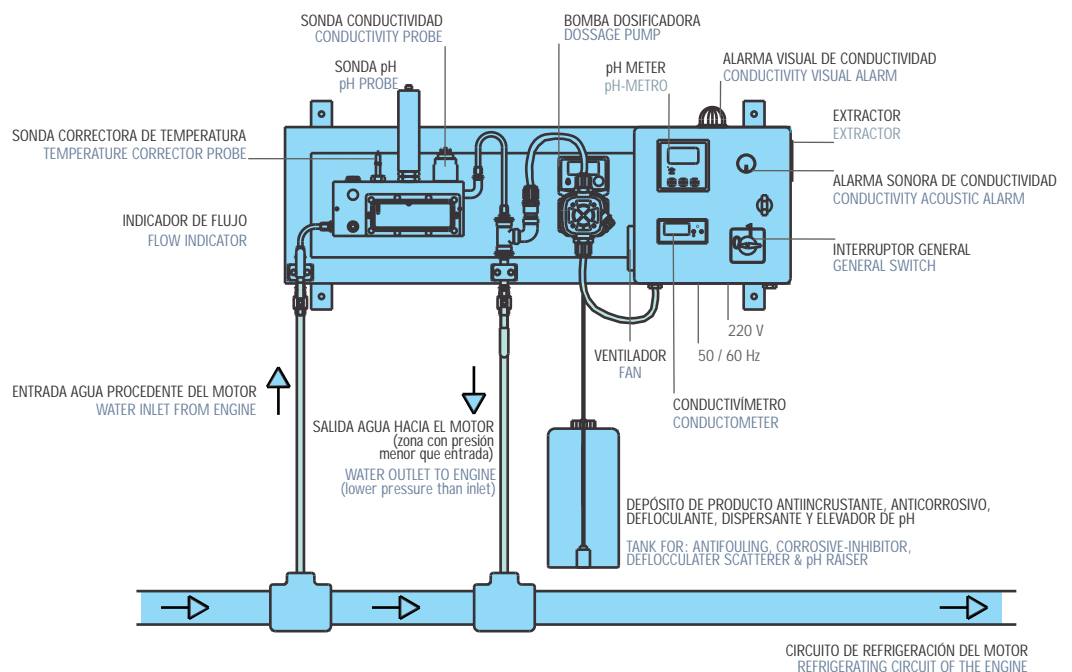 SONDA CONDUCTIVIDAD
CONDUCTIVITY PROBE
BOMBA DOSIFICADORA
DOSSAGE PUMP
SONDA pH
pH PROBE
pH METER
pH-METRO
ALARMA VISUAL DE CONDUCTIVIDAD
CONDUCTIVITY VISUAL ALARM
EXTRACTOR
EXTRACTOR
SONDA CORRECTORA DE TEMPERATURA
TEMPERATURE CORRECTOR PROBE
ALARMA SONORA DE CONDUCTIVIDAD
CONDUCTIVITY ACOUSTIC ALARM
INDICADOR DE FLUJO
FLOW INDICATOR
INTERRUPTOR GENERAL
GENERAL SWITCH
220 V
50 / 60 Hz
VENTILADOR
FAN
ENTRADA AGUA PROCEDENTE DEL MOTOR
WATER INLET FROM ENGINE
CONDUCTIVÍMETRO
CONDUCTOMETER
SALIDA AGUA HACIA EL MOTOR
(zona con presión
menor que entrada)
WATER OUTLET TO ENGINE
(lower pressure than inlet)
DEPÓSITO DE PRODUCTO ANTIINCRUSTANTE, ANTICORROSIVO,
DEFLOCULANTE, DISPERSANTE Y ELEVADOR DE pH
TANK FOR: ANTIFOULING, CORROSIVE-INHIBITOR,
DEFLOCCULATER SCATTERER & pH RAISER
CIRCUITO DE REFRIGERACIÓN DEL MOTOR
REFRIGERATING CIRCUIT OF THE ENGINE